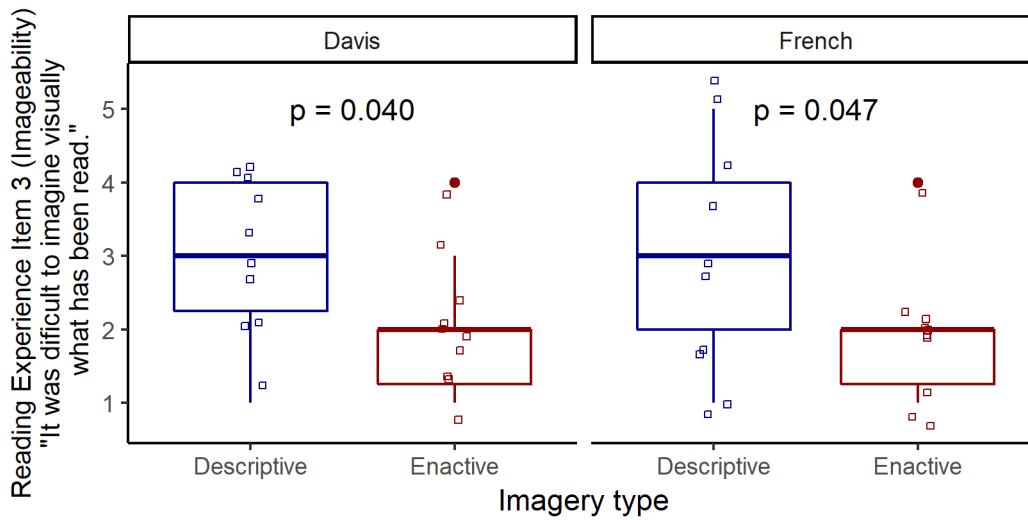 Davis
French
Reading Experience Item 3 (Imageability)
"It was dificult to imagine visually
what has been read."
p = 0.040
p = 0.047
5
4
3
2
1
Descriptive
Enactive
Descriptive
Enactive
Imagery type